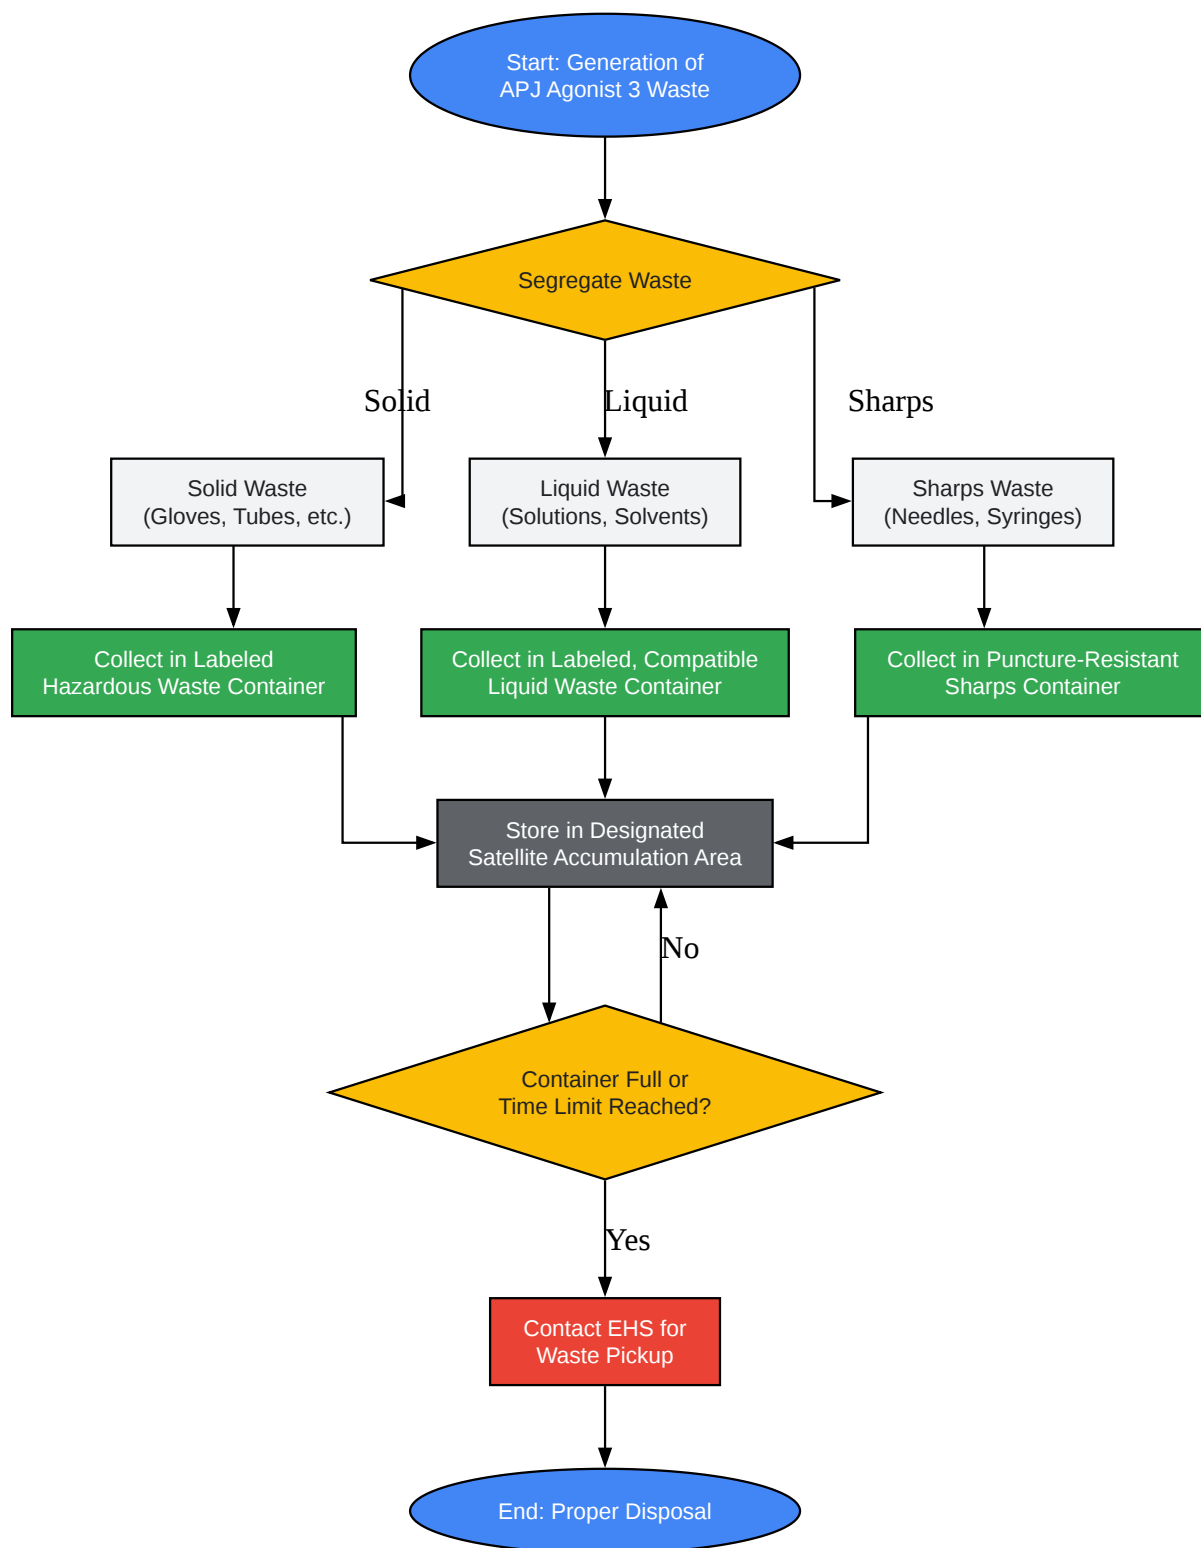 Start: Generation of
APJ Agonist 3 Waste
Segregate Waste
Solid
Liquid
Sharps
Solid Waste
(Gloves, Tubes, etc.)
Liquid Waste
(Solutions, Solvents)
Sharps Waste
(Needles, Syringes)
Collect in Labeled
Hazardous Waste Container
Collect in Labeled, Compatible
Liquid Waste Container
Collect in Puncture-Resistant
Sharps Container
Store in Designated
Satellite Accumulation Area
No
Container Full or
Time Limit Reached?
Yes
Contact EHS for
Waste Pickup
End: Proper Disposal